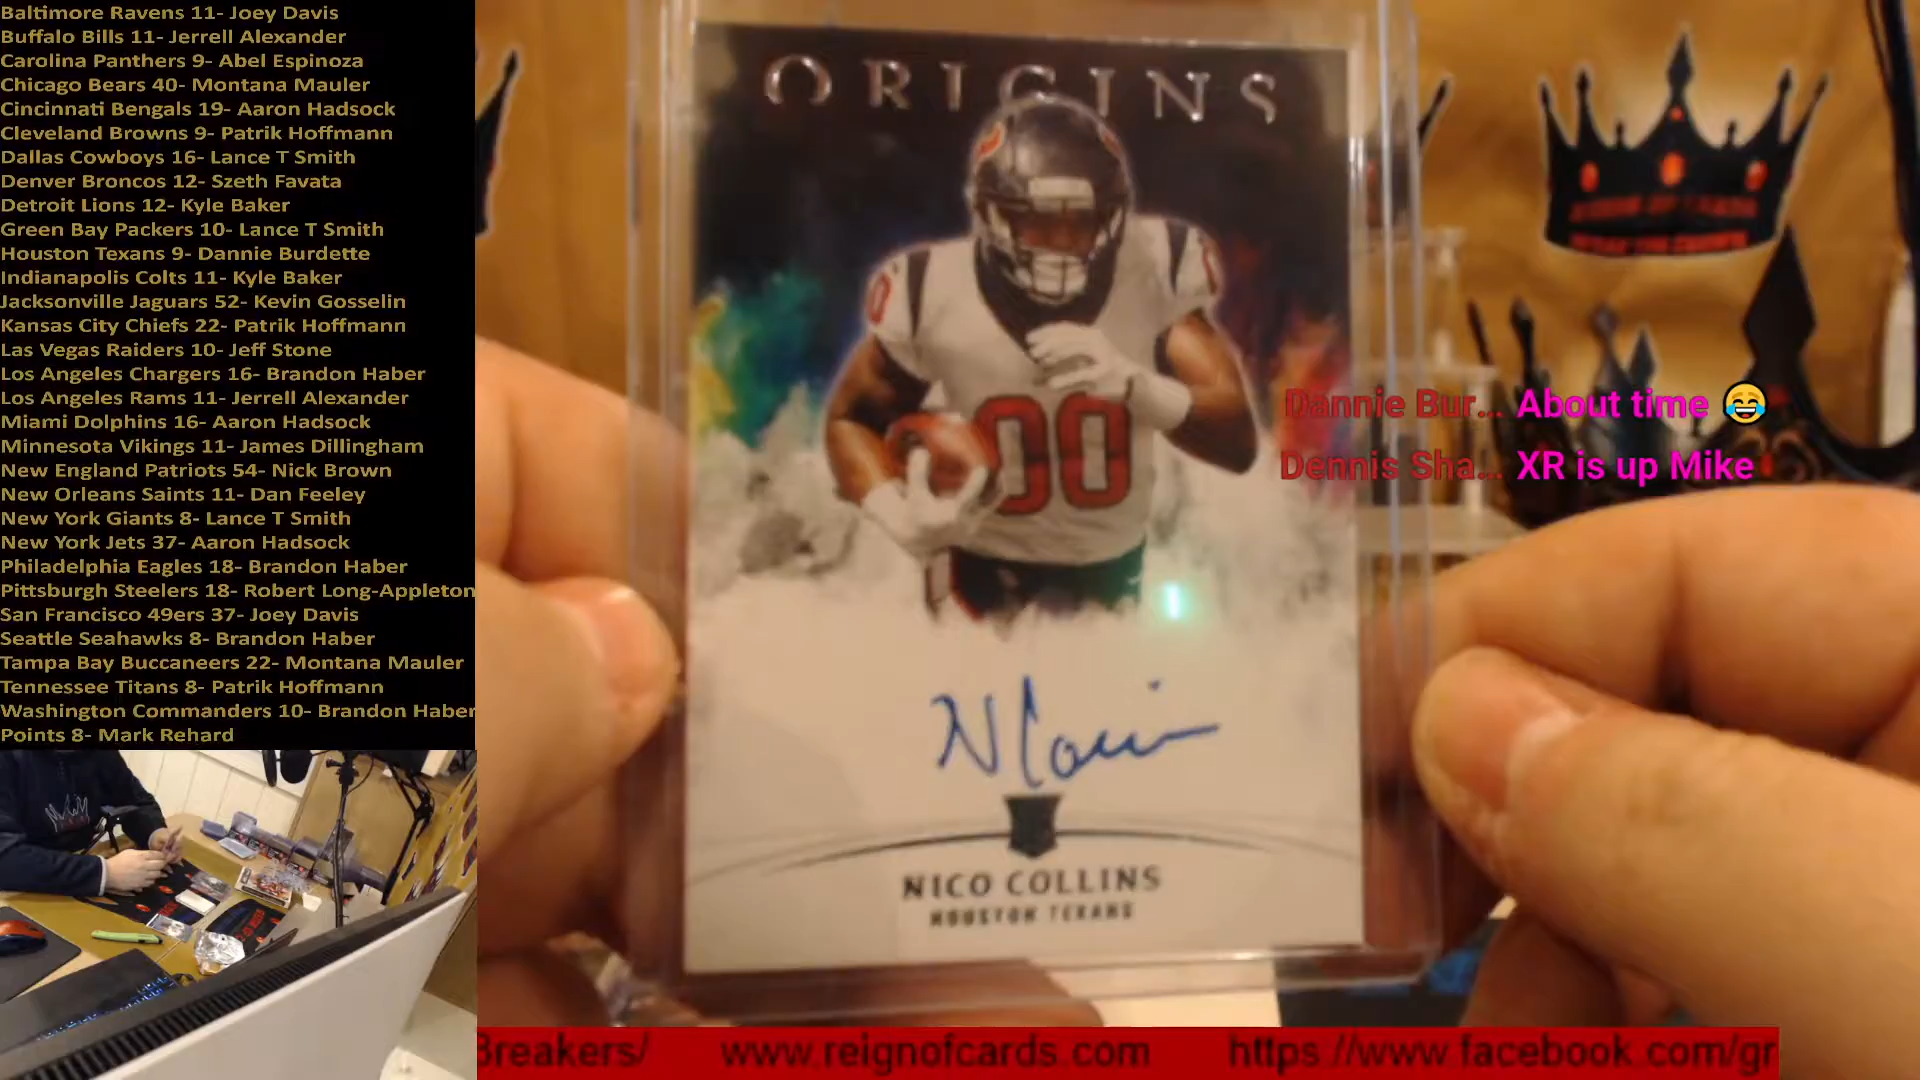 Baltimore Ravens 11- Joey Davis
Buffalo Bills 11- Jerrell Alexander
Carolina Panthers 9- Abel Espinoza
Chicago Bears 40- Montana Mauler
Cincinnati Bengals 19- Aaron Hadsock
Cleveland Browns 9- Patrik Hoffmann
Dallas Cowboys 16- Lance T Smith
Denver Broncos 12- Szeth Favata
Detroit Lions 12- Kyle Baker
Green Bay Packers 10- Lance T Smith
Houston Texans 9- Dannie Burdette
Indianapolis Colts 11- Kyle Baker
Jacksonville Jaguars 52- Kevin Gosselin
Kansas City Chiefs 22- Patrik Hoffmann
Las Vegas Raiders 10- Jeff Stone
Los Angeles Chargers 16- Brandon Haber
Los Angeles Rams 11- Jerrell Alexander
Miami Dolphins 16- Aaron Hadsock
Minnesota Vikings 11- James Dillingham
New England Patriots 54- Nick Brown
New Orleans Saints 11- Dan Feeley
New York Giants 8- Lance T Smith
New York Jets 37- Aaron Hadsock
Philadelphia Eagles 18- Brandon Haber
Pittsburgh Steelers 18- Robert Long-Appleton
San Francisco 49ers 37- Joey Davis
Seattle Seahawks 8- Brandon Haber
Tampa Bay Buccaneers 22- Montana Mauler
Tennessee Titans 8- Patrik Hoffmann
Washington Commanders 10- Brandon Haber
Points 8- Mark Rehard
ORIGINS
00
Dannie Bur... About time 😂
Dennis Sha... XR is up Mike
N Collins
NICO COLLINS
HOUSTON TEXANS
Breakers/ www.reignofcards.com https://www.facebook.com/gr